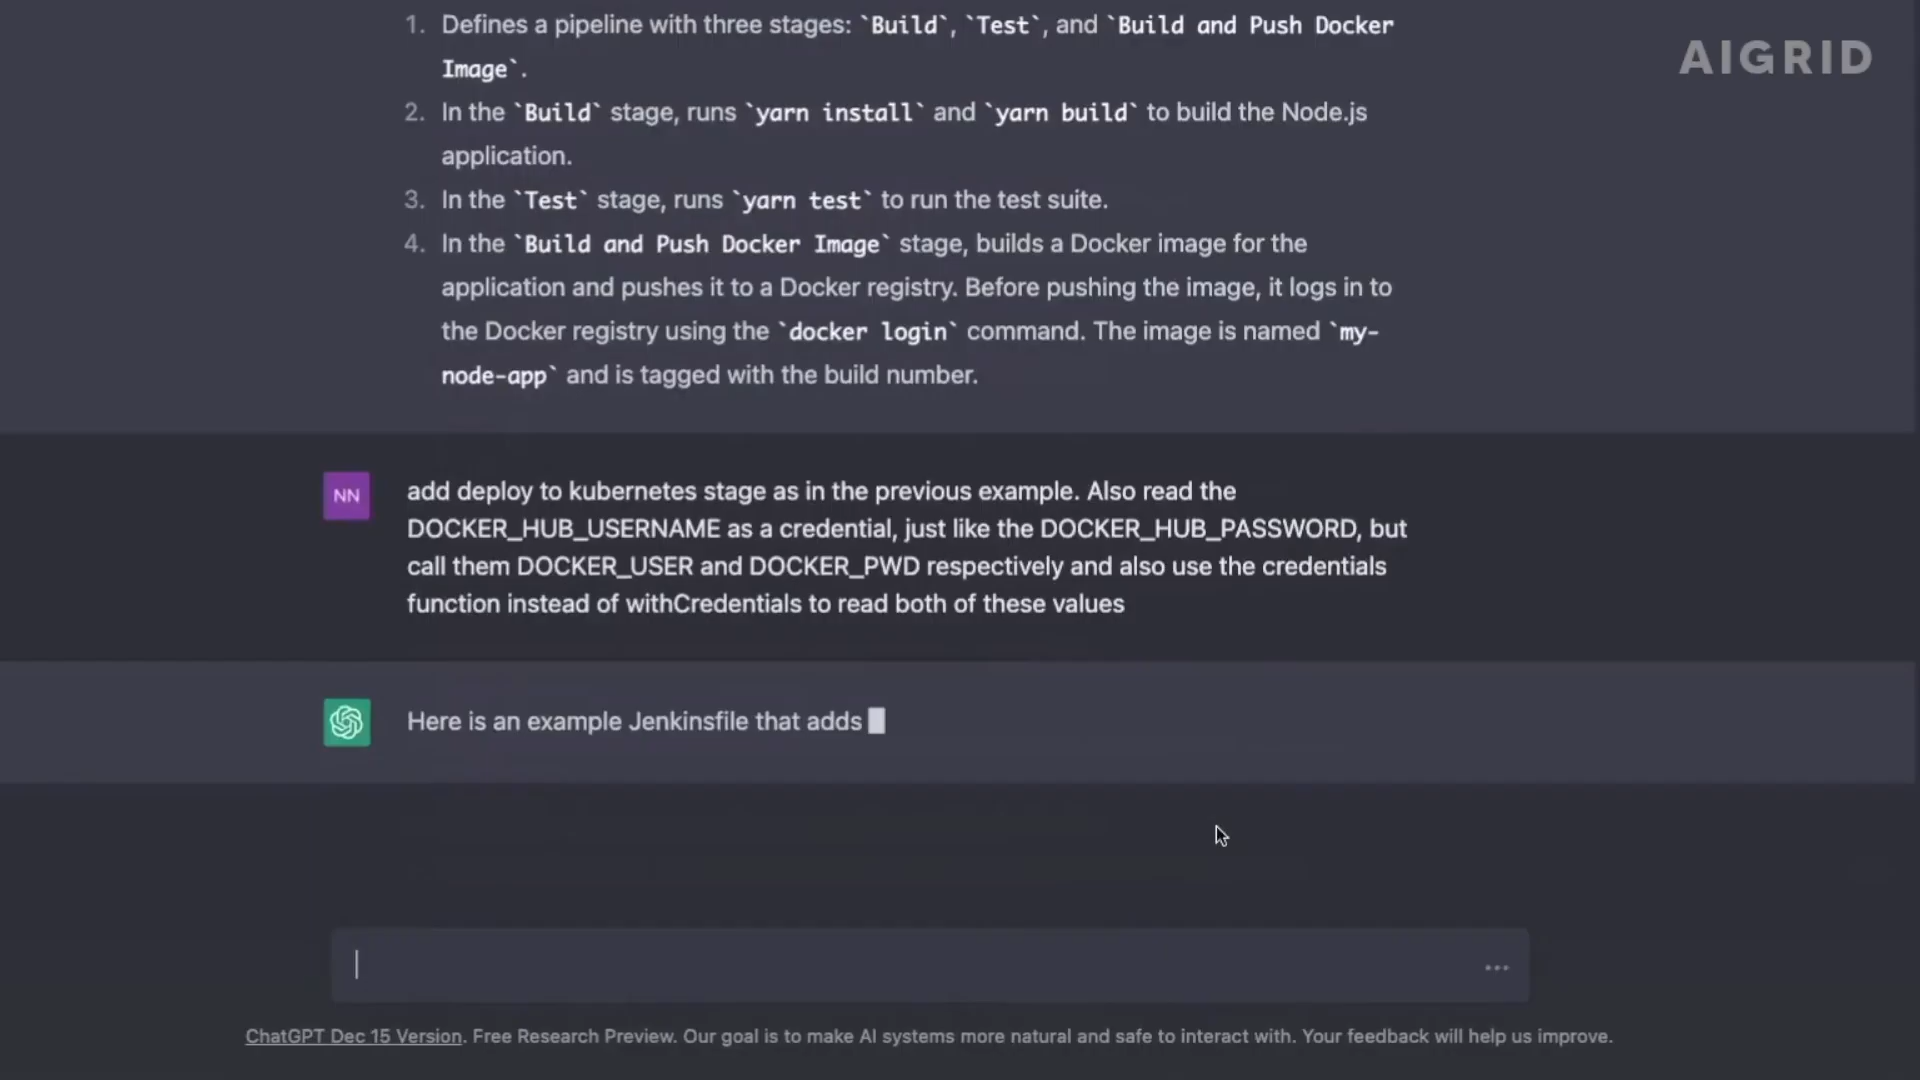 AIGRID
1. Defines a pipeline with three stages: `Build`, `Test`, and `Build and Push Docker
Image`.
2. In the `Build` stage, runs `yarn install` and `yarn build` to build the Node.js
application.
3. In the `Test` stage, runs `yarn test` to run the test suite.
4. In the `Build and Push Docker Image` stage, builds a Docker image for the
application and pushes it to a Docker registry. Before pushing the image, it logs in to
the Docker registry using the `docker login` command. The image is named `my-
node-app` and is tagged with the build number.
NN
add deploy to kubernetes stage as in the previous example. Also read the
DOCKER_HUB_USERNAME as a credential, just like the DOCKER_HUB_PASSWORD, but
call them DOCKER_USER and DOCKER_PWD respectively and also use the credentials
function instead of withCredentials to read both of these values
Here is an example Jenkinsfile that adds
ChatGPT Dec 15 Version. Free Research Preview. Our goal is to make AI systems more natural and safe to interact with. Your feedback will help us improve.